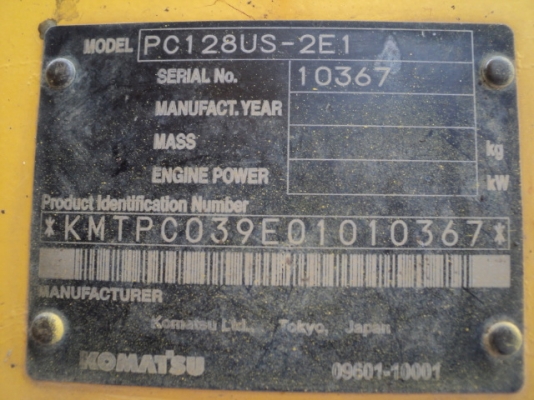 MODEL PC128US-2E1
SERIAL No. 10367
MANUFACT. YEAR
MASS kg
ENGINE POWER kW
Product Identification Number
*KMTPC039E01010367*
MANUFACTURER
Komatsu Ltd., Tokyo, Japan
KOMATSU 09601-10001